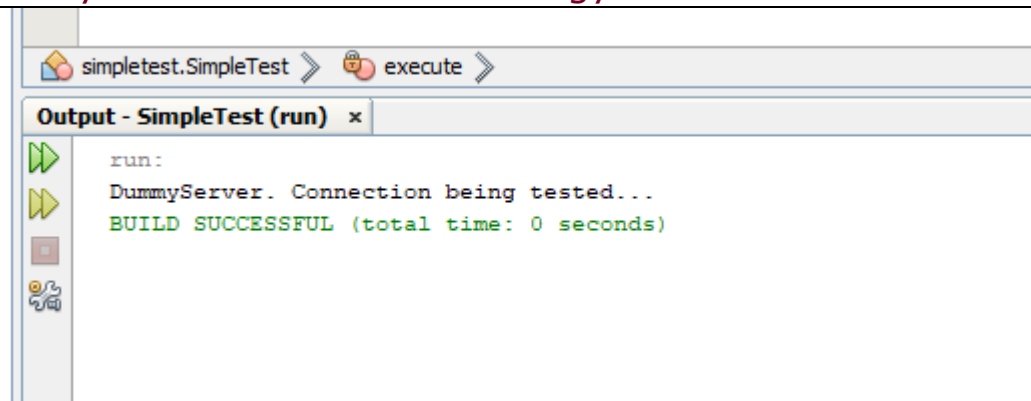 simpletest.SimpleTest execute
Output - SimpleTest (run) x
run:
DummyServer. Connection being tested...
BUILD SUCCESSFUL (total time: 0 seconds)